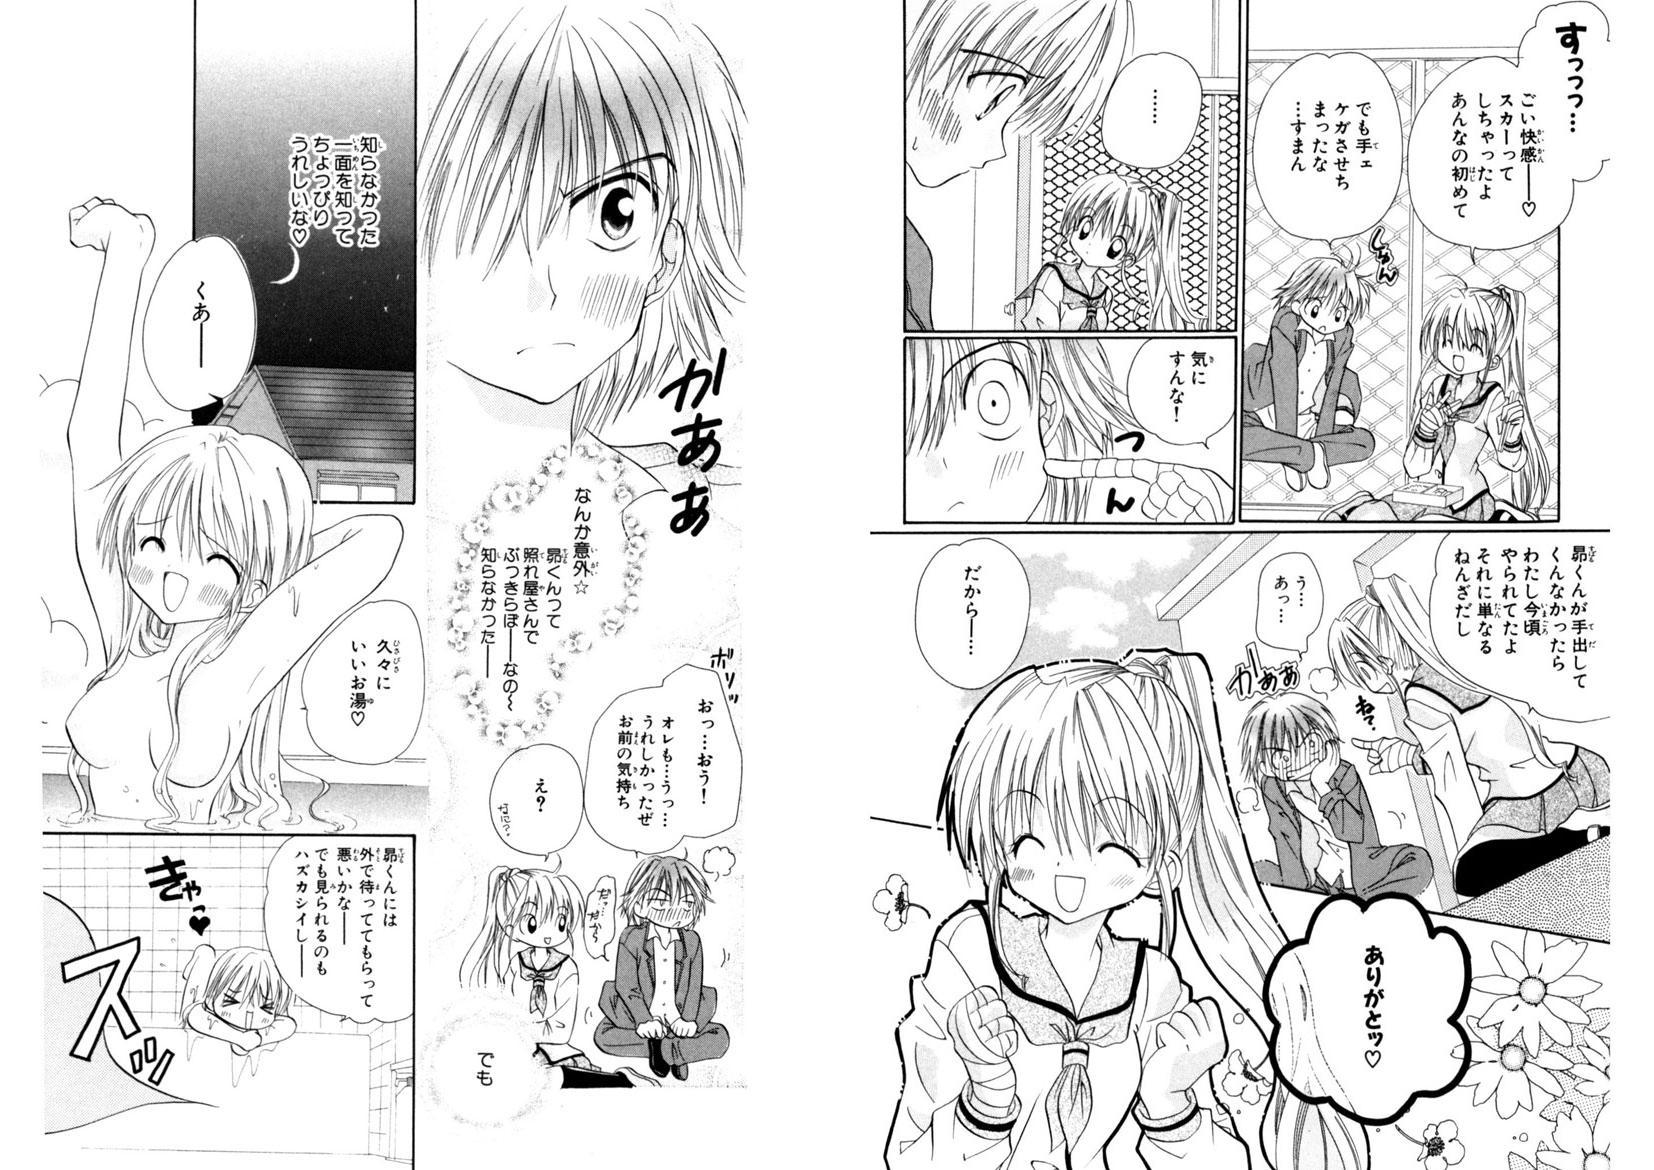 すっっっ…
ごい快感――♡
スカーって
しちゃったよ
あんなの初めて
でも手ェ
ケガさせち
まったな
…すまん
しゅん
……
気に
すんな！
つ
ん
昴くんが手出して
くんなかったら
わたし今頃
やられてたよ
それに単なる
ねんざだし
ね？
う…
あっ…
かぁぁぁ
だから―…
ありがとッ♡
かあぁあ
なんか意外☆
昴くんって
照れ屋さんで
ぶっきらぼーなの～
知らなかった――
ボリッ
おっ…おう！
オレも…うっ…
うれしかったぜ
お前の気持ち
え？
なに？
だっ…
だから～
でも
知らなかった
一面を知って
ちょっぴり
うれしいな♡
くぁ――
久々に
いいお湯♡
昴くんには
外で待っててもらって
悪いかな――
でも見られるのも
ハズカシイし――
きゃっ♥
スッ